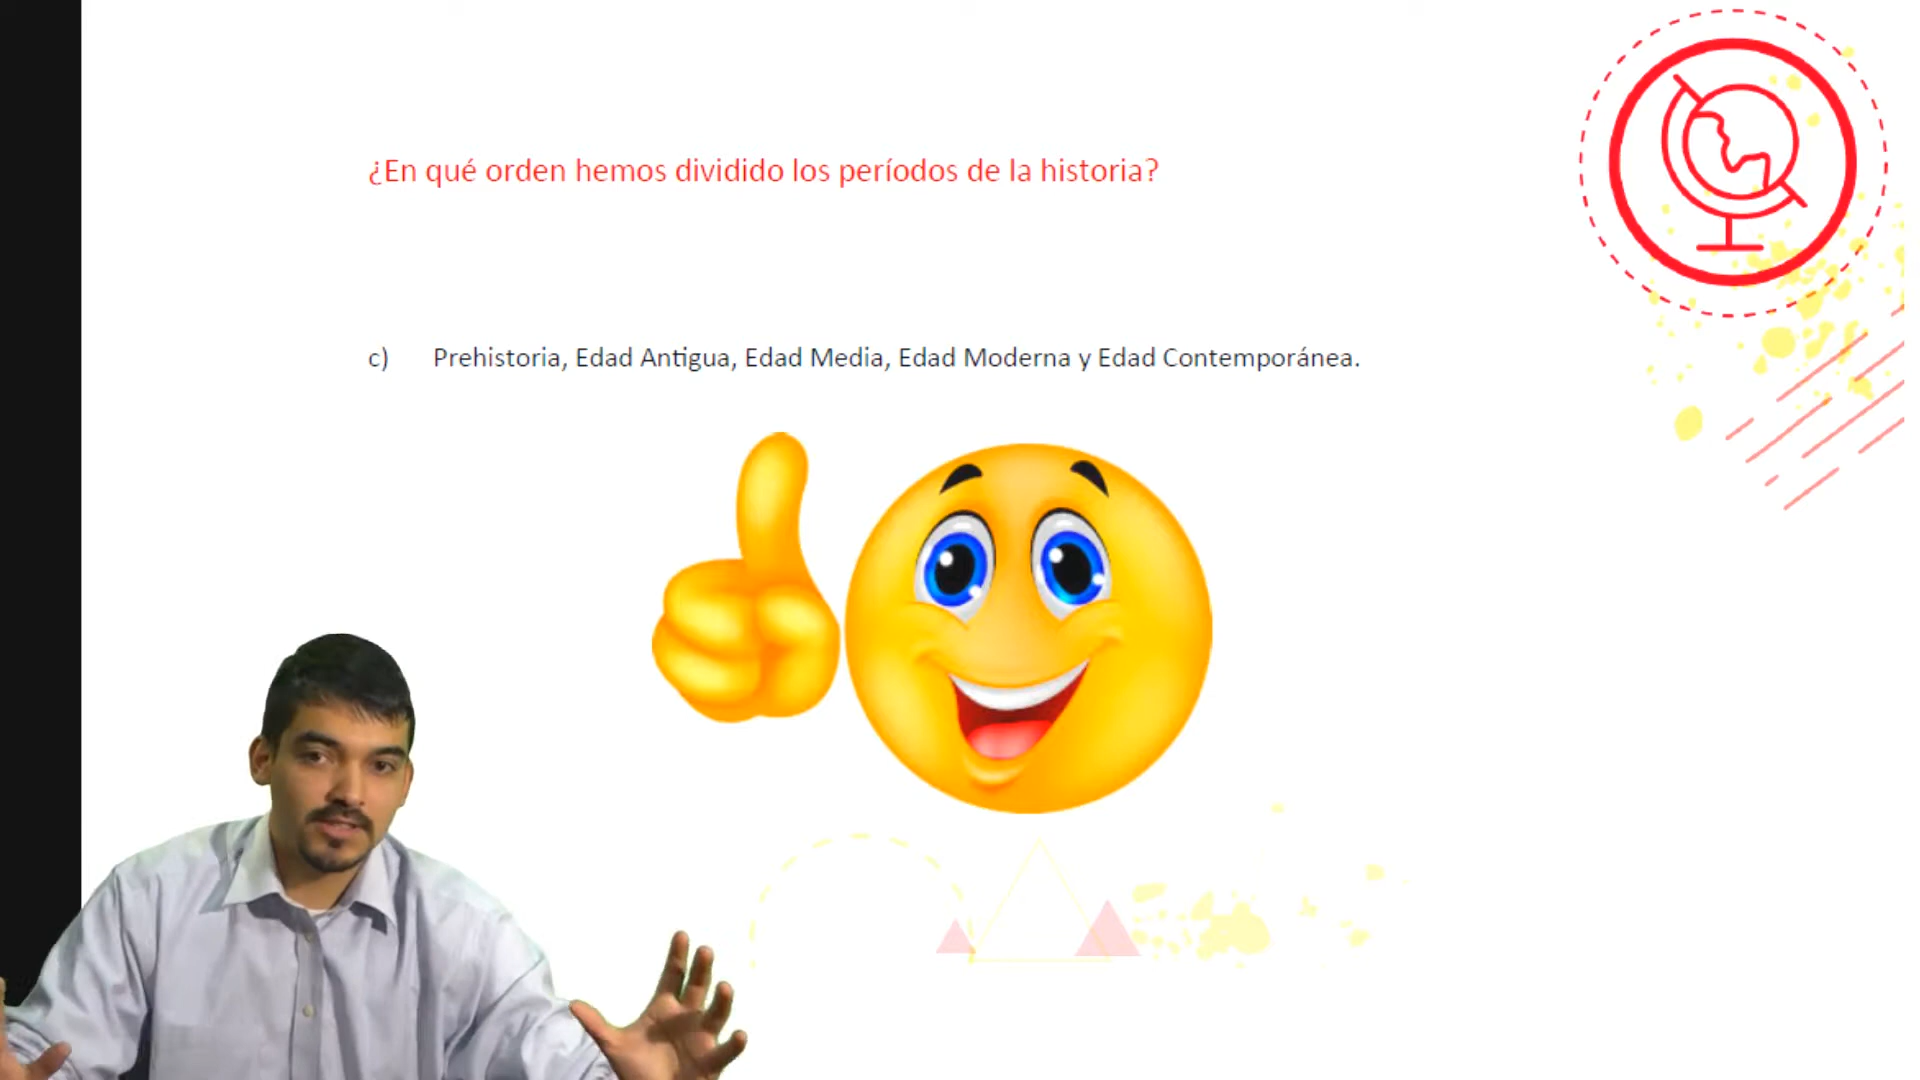 ¿En qué orden hemos dividido los períodos de la historia?
c) Prehistoria, Edad Antigua, Edad Media, Edad Moderna y Edad Contemporánea.